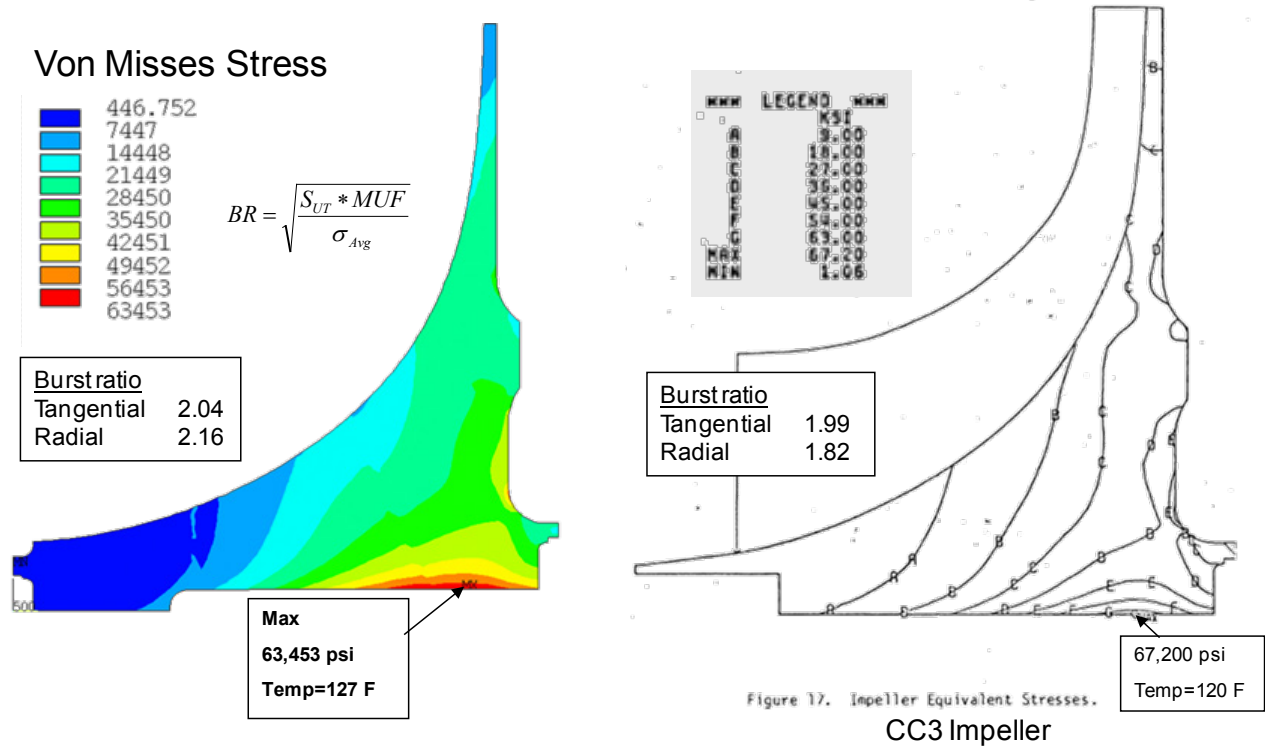 Von Misses Stress
446.752
7447
14448
21449
28450
35450
42451
49452
56453
63453
BR = √(S_UT * MUF / σ_Avg)
Burst ratio
Tangential 2.04
Radial 2.16
MN
500
MX
Max
63,453 psi
Temp=127 F
*** LEGEND ***
KSI
A 9.00
B 18.00
C 27.00
D 36.00
E 45.00
F 54.00
G 63.00
MAX 67.20
MIN 1.06
Burst ratio
Tangential 1.99
Radial 1.82
B
C
C
D
C
B
C
D
E
A
B
C
B
D
E
A
B
C
A
B
D
E
F
E
F
G
67,200 psi
Temp=120 F
Figure 17. Impeller Equivalent Stresses.
CC3 Impeller